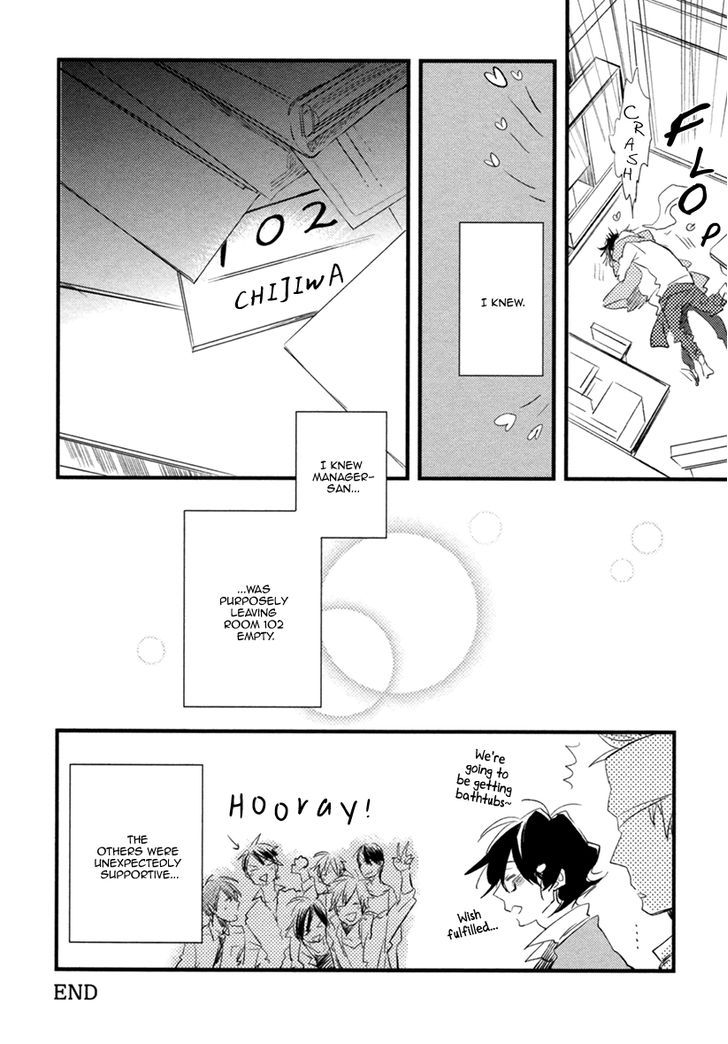 FLOP
CRASH
I KNEW.
102
CHIJIWA
I KNEW
MANAGER-
SAN...
...WAS
PURPOSELY
LEAVING
ROOM 102
EMPTY.
We're
going to
be getting
bathtubs~
Wish
fulfilled...
Hooray!
THE
OTHERS WERE
UNEXPECTEDLY
SUPPORTIVE...
END